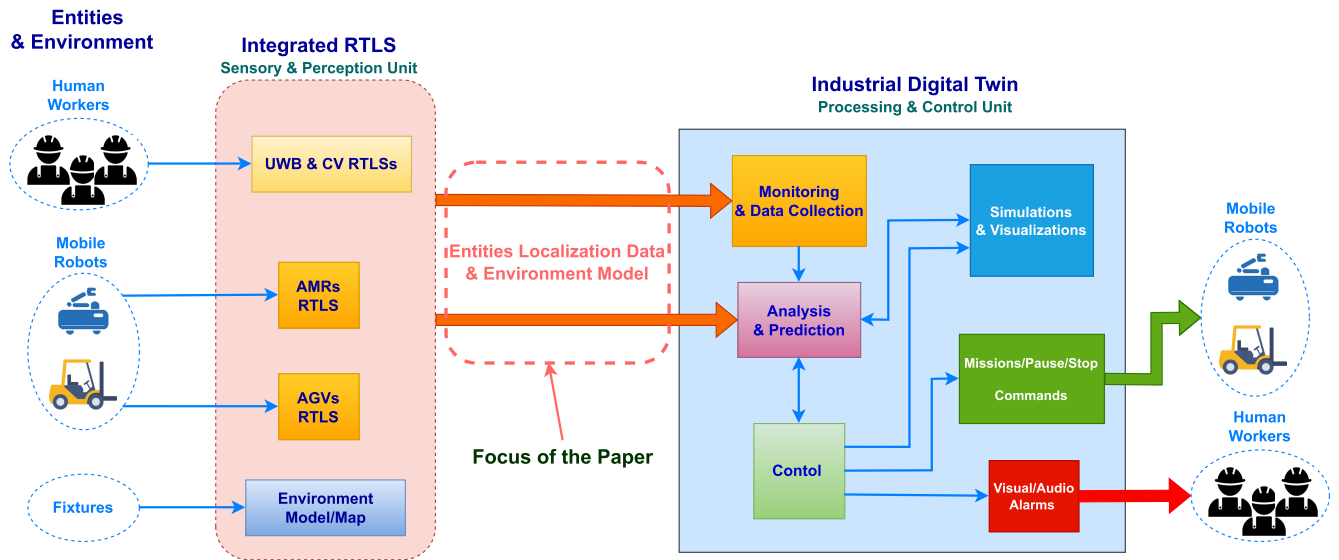 Entities
& Environment
Human
Workers
Mobile
Robots
Fixtures
Integrated RTLS
Sensory & Perception Unit
UWB & CV RTLSs
AMRs
RTLS
AGVs
RTLS
Environment
Model/Map
Entities Localization Data
& Environment Model
Focus of the Paper
Industrial Digital Twin
Processing & Control Unit
Monitoring
& Data Collection
Simulations
& Visualizations
Analysis
& Prediction
Missions/Pause/Stop
Commands
Contol
Visual/Audio
Alarms
Mobile
Robots
Human
Workers